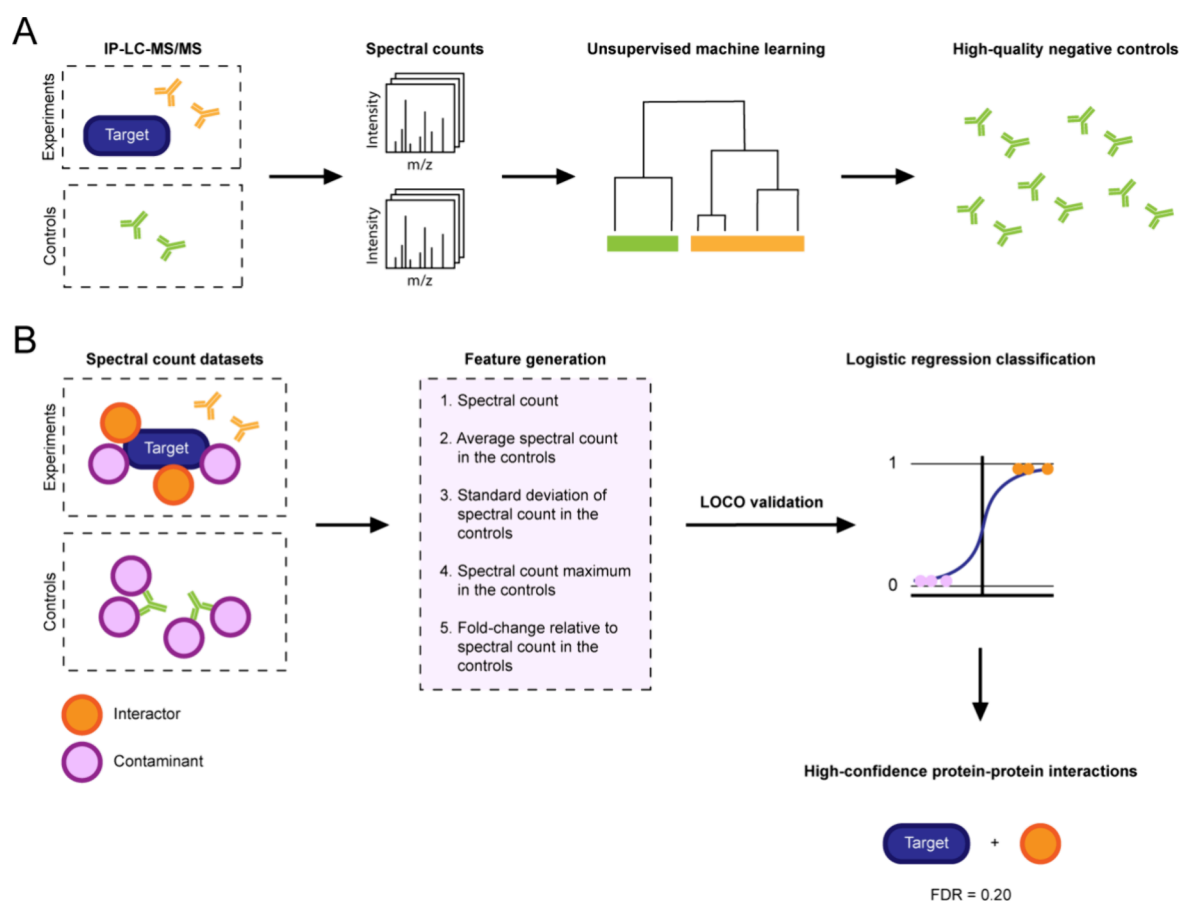 A
IP-LC-MS/MS
Spectral counts
Unsupervised machine learning
High-quality negative controls
Experiments
Target
Controls
Intensity
m/z
Intensity
m/z
B
Spectral count datasets
Feature generation
Logistic regression classification
Experiments
Target
Controls
1. Spectral count
2. Average spectral count
in the controls
3. Standard deviation of
spectral count in the
controls
4. Spectral count maximum
in the controls
5. Fold-change relative to
spectral count in the
controls
LOCO validation
1
0
Interactor
Contaminant
High-confidence protein-protein interactions
Target
+
FDR = 0.20